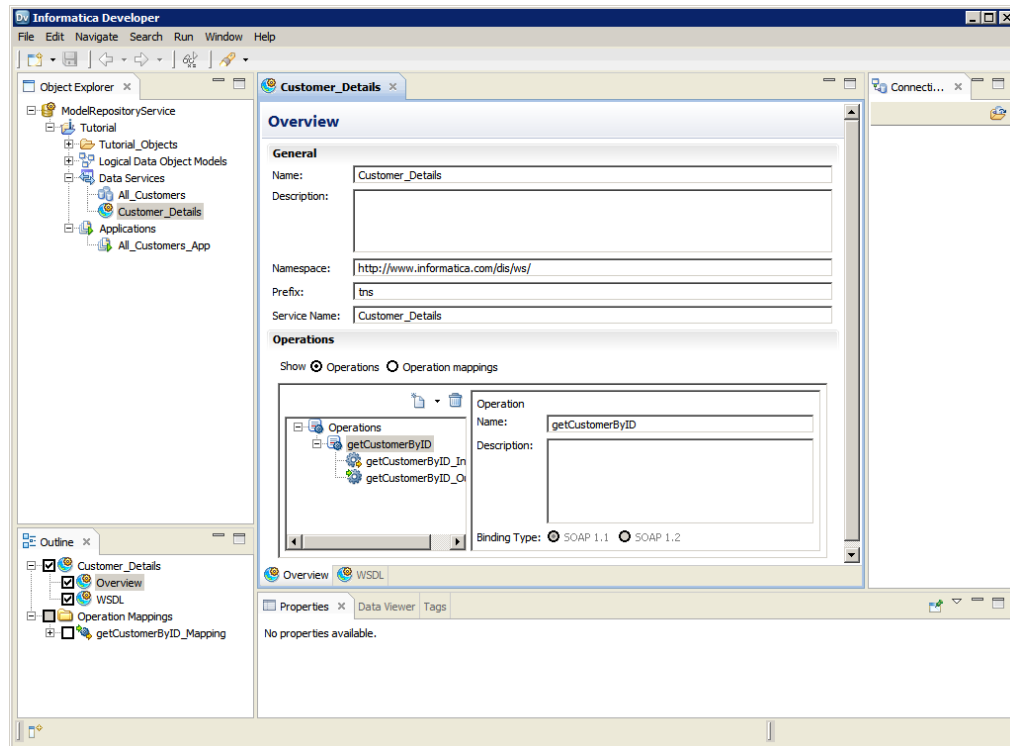 Informatica Developer
File Edit Navigate Search Run Window Help
Object Explorer
ModelRepositoryService
Tutorial
Tutorial_Objects
Logical Data Object Models
Data Services
All_Customers
Customer_Details
Applications
All_Customers_App
Customer_Details
Overview
General
Name: Customer_Details
Description:
Namespace: http://www.informatica.com/dis/ws/
Prefix: tns
Service Name: Customer_Details
Operations
Show Operations Operation mappings
Operations
getCustomerByID
getCustomerByID_In
getCustomerByID_O
Operation
Name: getCustomerByID
Description:
Binding Type: SOAP 1.1 SOAP 1.2
Overview WSDL
Connecti...
Outline
Customer_Details
Overview
WSDL
Operation Mappings
getCustomerByID_Mapping
Properties Data Viewer Tags
No properties available.